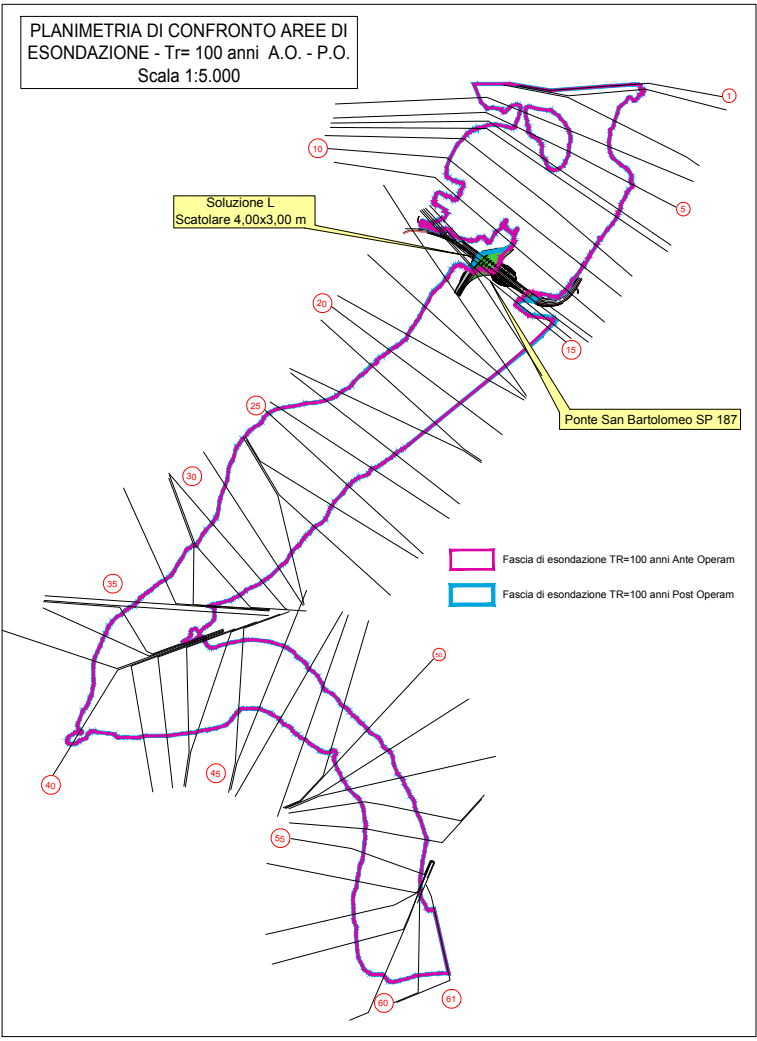 PLANIMETRIA DI CONFRONTO AREE DI
ESONDAZIONE - Tr= 100 anni A.O. - P.O.
Scala 1:5.000
1
10
Soluzione L
Scatolare 4,00x3,00 m
5
20
15
25
Ponte San Bartolomeo SP 187
30
Fascia di esondazione TR=100 anni Ante Operam
35
Fascia di esondazione TR=100 anni Post Operam
50
40
45
55
60
61